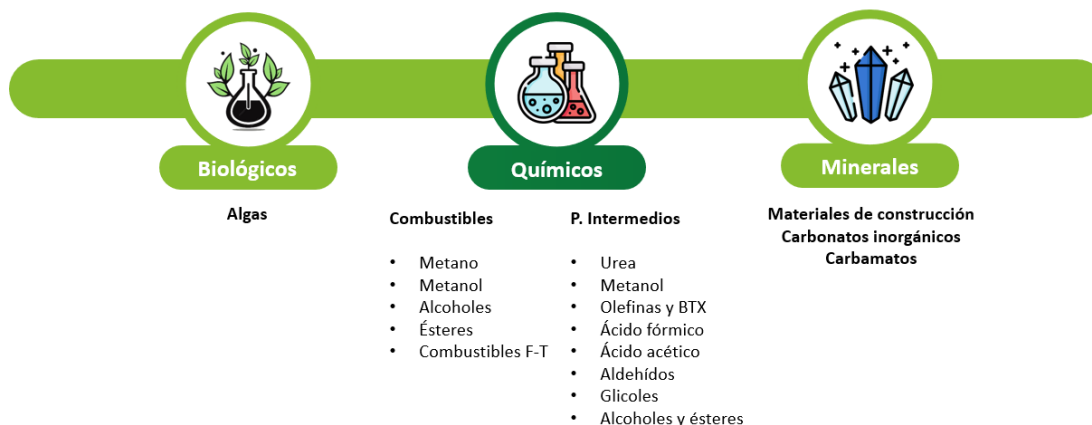 Biológicos
Algas
Químicos
Combustibles
• Metano
• Metanol
• Alcoholes
• Ésteres
• Combustibles F-T
P. Intermedios
• Urea
• Metanol
• Olefinas y BTX
• Ácido fórmico
• Ácido acético
• Aldehídos
• Glicoles
• Alcoholes y ésteres
Minerales
Materiales de construcción
Carbonatos inorgánicos
Carbamatos